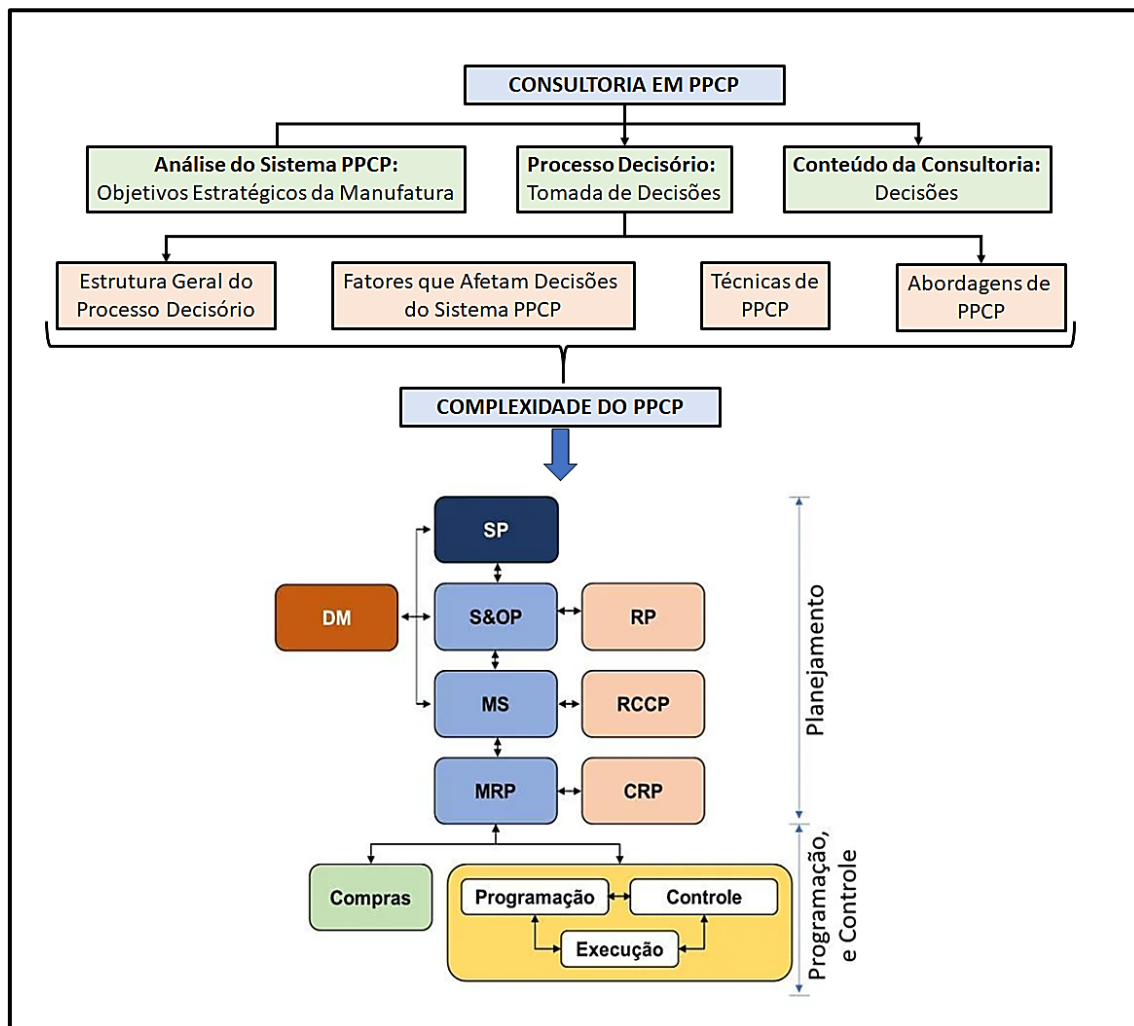 CONSULTORIA EM PPCP
Análise do Sistema PPCP:
Objetivos Estratégicos da Manufatura
Processo Decisório:
Tomada de Decisões
Conteúdo da Consultoria:
Decisões
Estrutura Geral do
Processo Decisório
Fatores que Afetam Decisões
do Sistema PPCP
Técnicas de
PPCP
Abordagens de
PPCP
COMPLEXIDADE DO PPCP
SP
DM
S&OP
RP
MS
RCCP
MRP
CRP
Planejamento
Compras
Programação
Controle
Execução
Programação,
e Controle